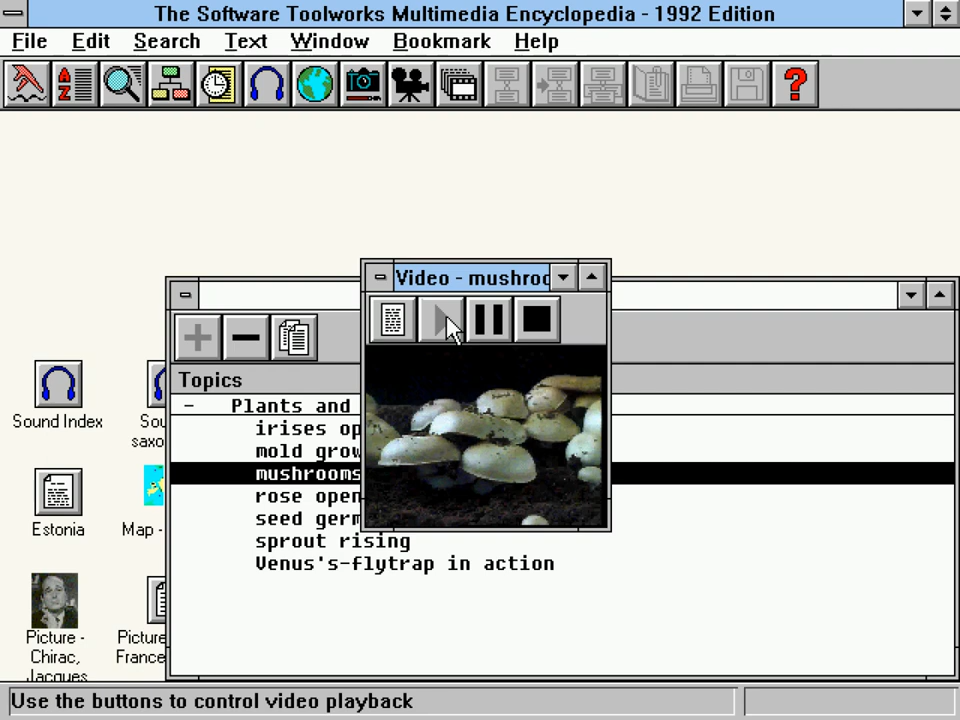 The Software Toolworks Multimedia Encyclopedia - 1992 Edition
File Edit Search Text Window Bookmark Help
Video - mushroo
Topics
- Plants and
irises op
mold grow
mushrooms
rose open
seed germ
sprout rising
Venus's-flytrap in action
Sound Index
Sou
saxo
Estonia
Map -
Picture -
Chirac,
Jacques
Picture
France
Use the buttons to control video playback